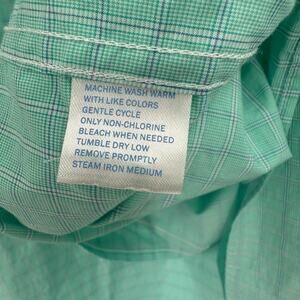 MACHINE WASH WARM
WITH LIKE COLORS
GENTLE CYCLE
ONLY NON-CHLORINE
BLEACH WHEN NEEDED
TUMBLE DRY LOW
REMOVE PROMPTLY
STEAM IRON MEDIUM